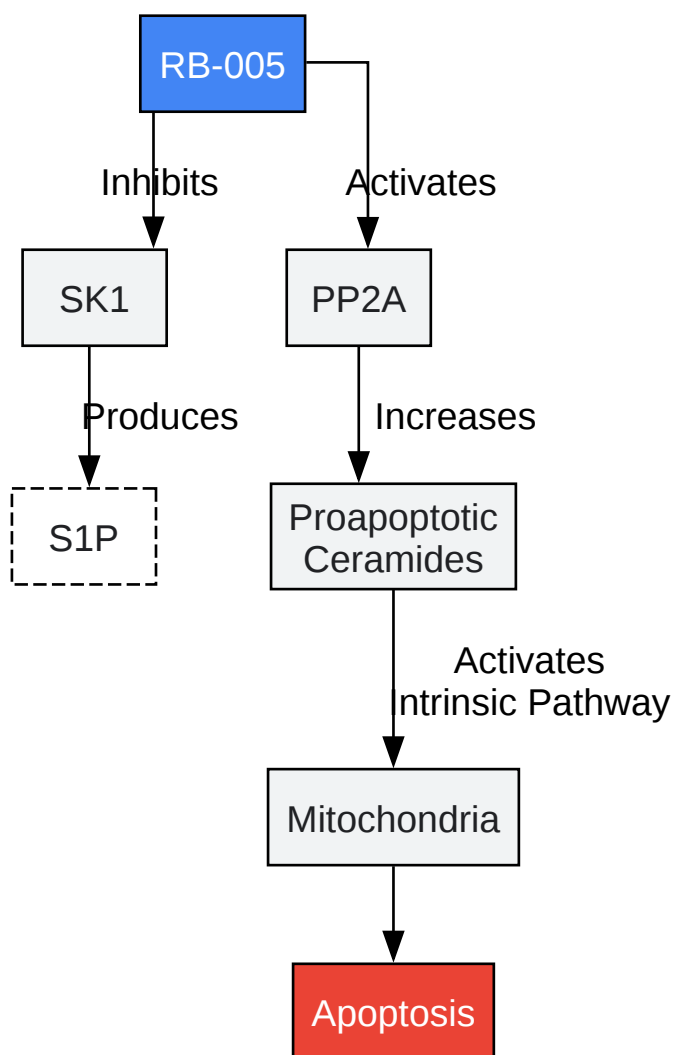 RB-005
Inhibits
Activates
SK1
PP2A
Produces
Increases
S1P
Proapoptotic
Ceramides
Activates
Intrinsic Pathway
Mitochondria
Apoptosis